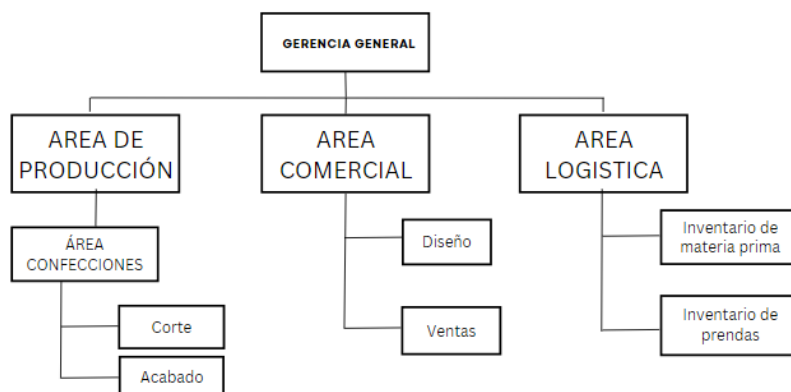 GERENCIA GENERAL
AREA DE
PRODUCCIÓN
AREA
COMERCIAL
AREA
LOGISTICA
ÁREA
CONFECCIONES
Corte
Acabado
Diseño
Ventas
Inventario de
materia prima
Inventario de
prendas